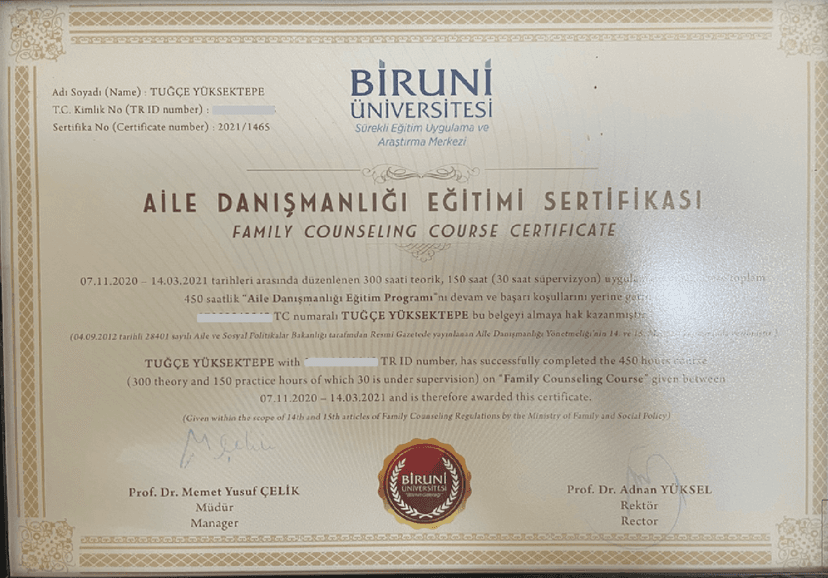 Adı Soyadı (Name) : TUĞÇE YÜKSEKTEPE
T.C. Kimlik No (TR ID number) :
Sertifika No (Certificate number) : 2021/1465
BİRUNİ
ÜNİVERSİTESİ
Sürekli Eğitim Uygulama ve
Araştırma Merkezi
AİLE DANIŞMANLIĞI EĞİTİMİ SERTİFİKASI
FAMILY COUNSELING COURSE CERTIFICATE
07.11.2020 – 14.03.2021 tarihleri arasında düzenlenen 300 saati teorik, 150 saat (30 saat süpervizyon) toplam
450 saatlik "Aile Danışmanlığı Eğitim Programı"nı devam ve başarı koşullarını yerine
TC numaralı TUĞÇE YÜKSEKTEPE bu belgeyi almaya hak kazanmıştır
(04.09.2012 tarihli 28401 sayılı Aile ve Sosyal Politikalar Bakanlığı tarafından Resmi Gazetede yayınlanan Aile Danışmanlığı Yönetmeliği'nin 14. ve 15.
TUĞÇE YÜKSEKTEPE with TR ID number, has successfully completed the 450 hours course
(300 theory and 150 practice hours of which 30 is under supervision) on "Family Counseling Course" given between
07.11.2020 – 14.03.2021 and is therefore awarded this certificate.
(Given within the scope of 14th and 15th articles of Family Counseling Regulations by the Ministry of Family and Social Policy)
Prof. Dr. Memet Yusuf ÇELİK
Müdür
Manager
BİRUNİ
ÜNİVERSİTESİ
Prof. Dr. Adnan YÜKSEL
Rektör
Rector